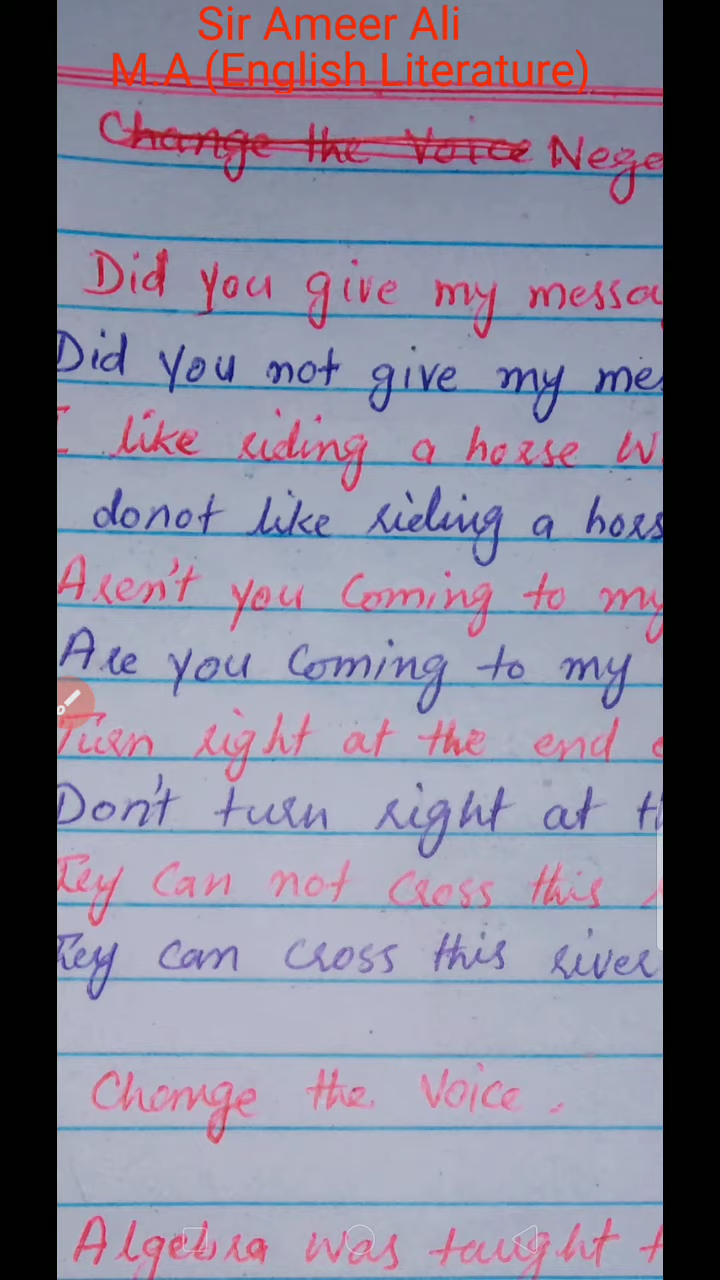 Sir Ameer Ali
M.A (English Literature)
Change the Voice Nege
Did you give my messa
Did you not give my me
I like riding a horse w
donot like riding a hors
Aren't you Coming to my
Are you Coming to my
Turn right at the end
Don't turn right at th
Tey can not cross this
Tey can cross this river
Change the Voice.
Algebra was taught t